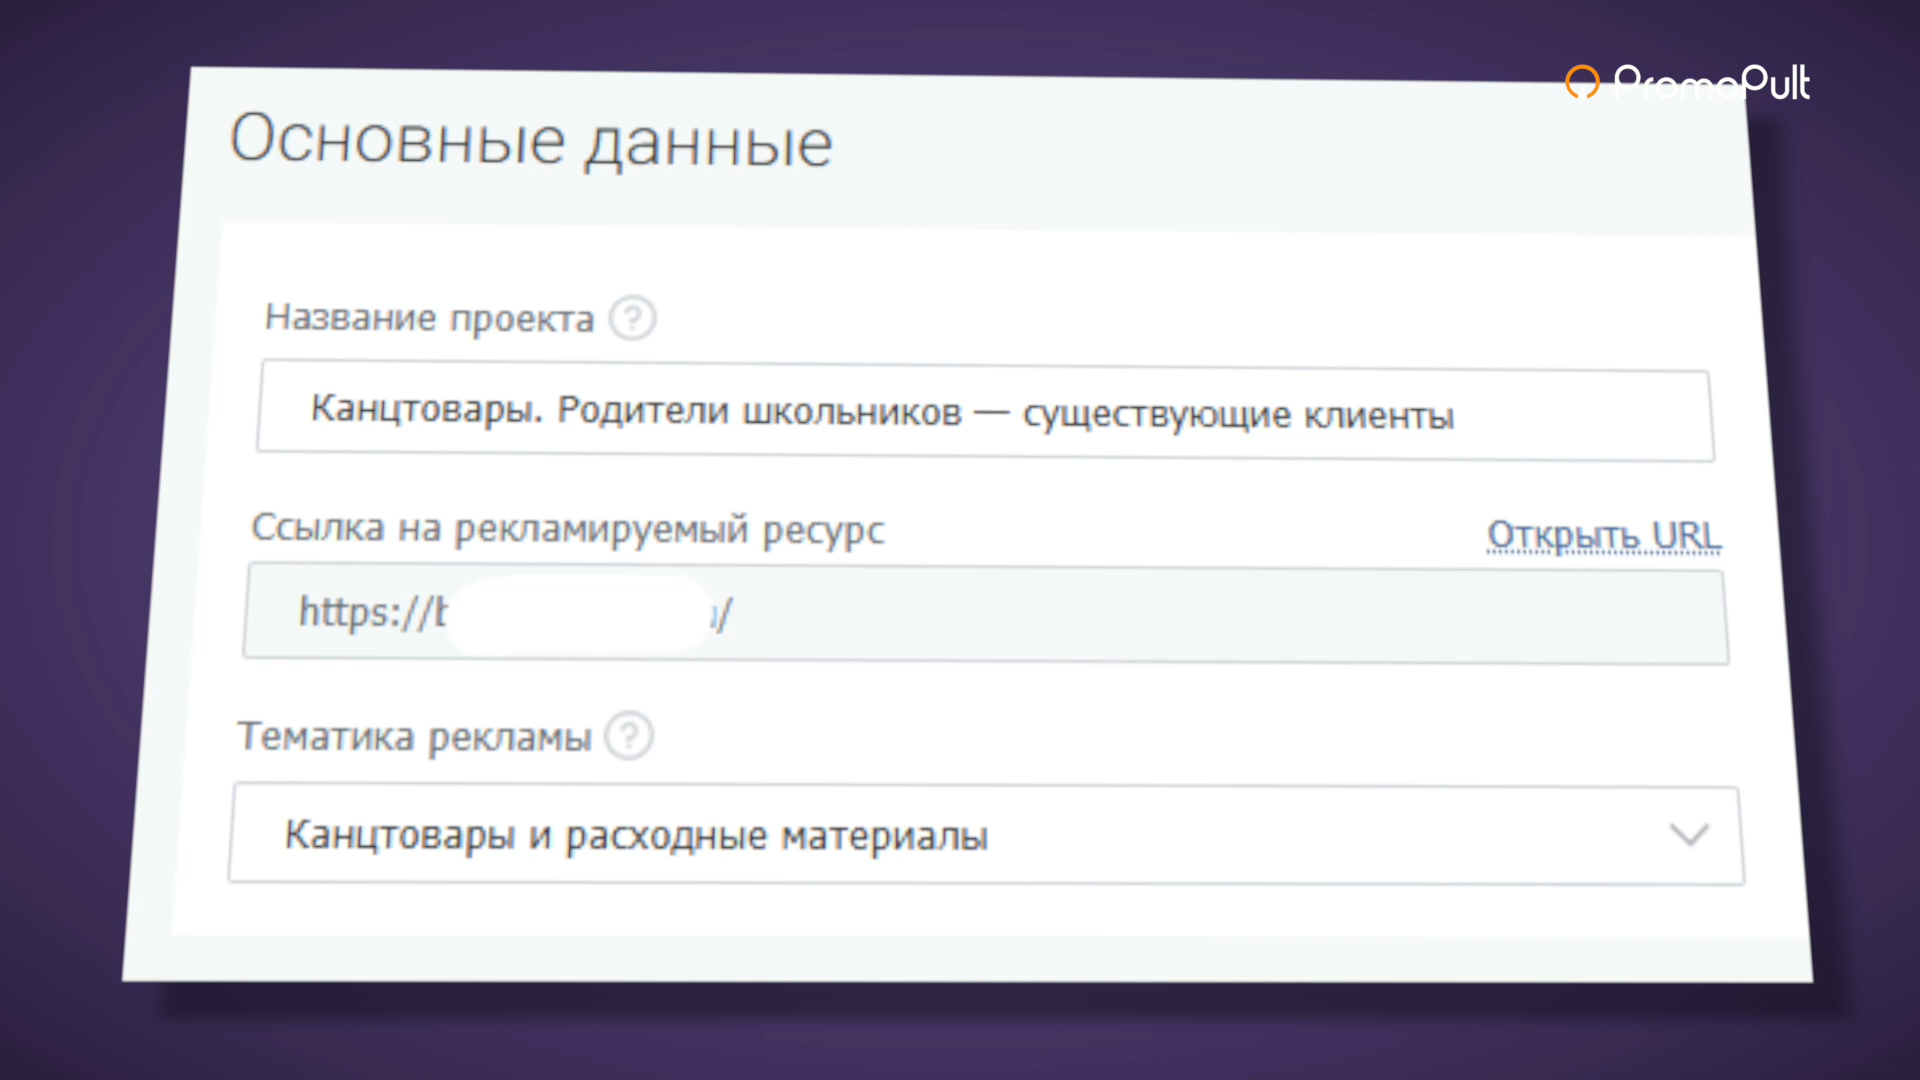 PromoPult
Основные данные
Название проекта ?
Канцтовары. Родители школьников — существующие клиенты
Ссылка на рекламируемый ресурс
Открыть URL
https://b /
Тематика рекламы ?
Канцтовары и расходные материалы